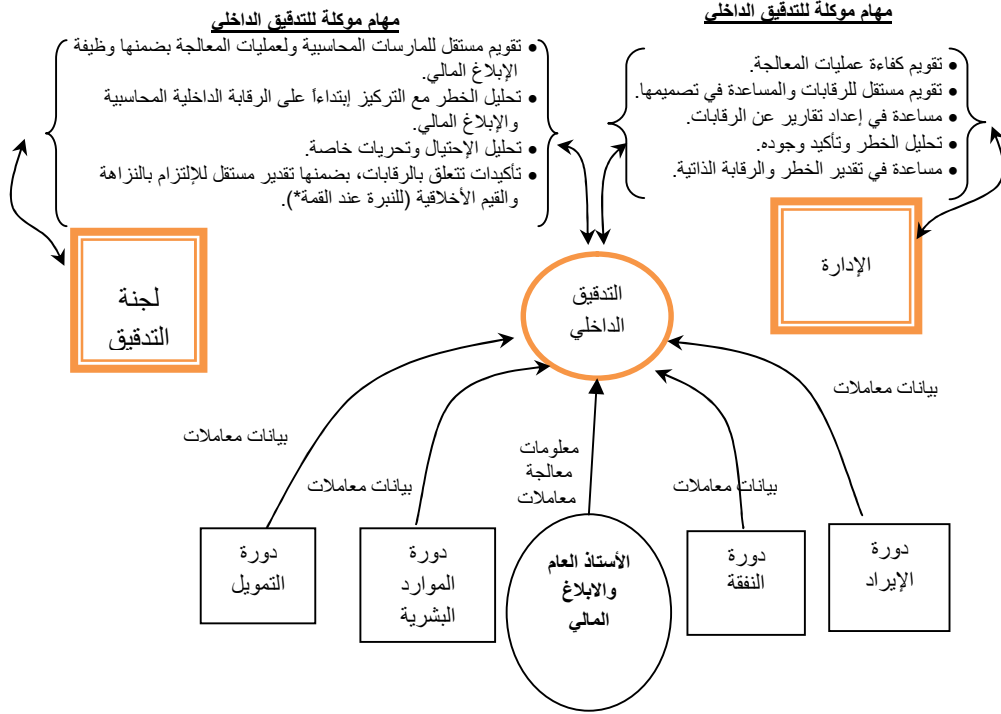 مهام موكلة للتدقيق الداخلي
• تقويم كفاءة عمليات المعالجة.
• تقويم مستقل للرقابات والمساعدة في تصميمها.
• مساعدة في إعداد تقارير عن الرقابات.
• تحليل الخطر وتأكيد وجوده.
• مساعدة في تقدير الخطر والرقابة الذاتية.
مهام موكلة للتدقيق الداخلي
• تقويم مستقل للمارسات المحاسبية ولعمليات المعالجة بضمنها وظيفة
الإبلاغ المالي.
• تحليل الخطر مع التركيز إبتداءاً على الرقابة الداخلية المحاسبية
والإبلاغ المالي.
• تحليل الإحتيال وتحريات خاصة.
• تأكيدات تتعلق بالرقابات، بضمنها تقدير مستقل للإلتزام بالنزاهة
والقيم الأخلاقية (للنبرة عند القمة*).
الإدارة
التدقيق
الداخلي
لجنة
التدقيق
بيانات معاملات
بيانات معاملات
معلومات
معالجة
معاملات
بيانات معاملات
بيانات معاملات
دورة
الإيراد
دورة
النفقة
الأستاذ العام
والابلاغ
المالي
دورة
الموارد
البشرية
دورة
التمويل